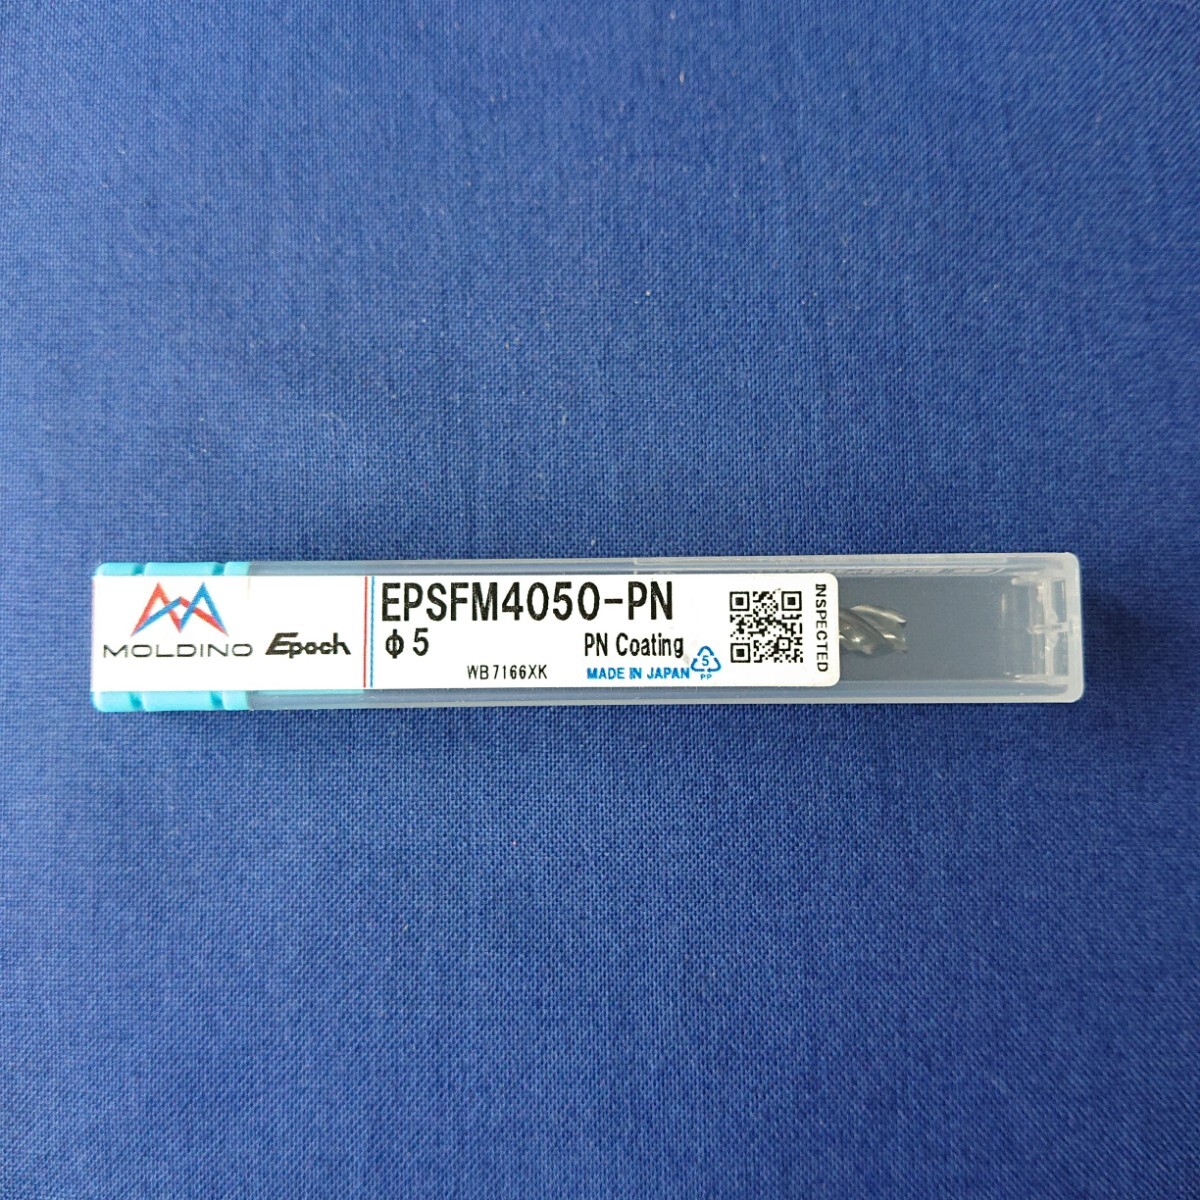 MOLDINO Epoch
EPSFM4050-PN
Φ5 PN Coating
WB7166XK MADE IN JAPAN
5
PP
INSPECTED